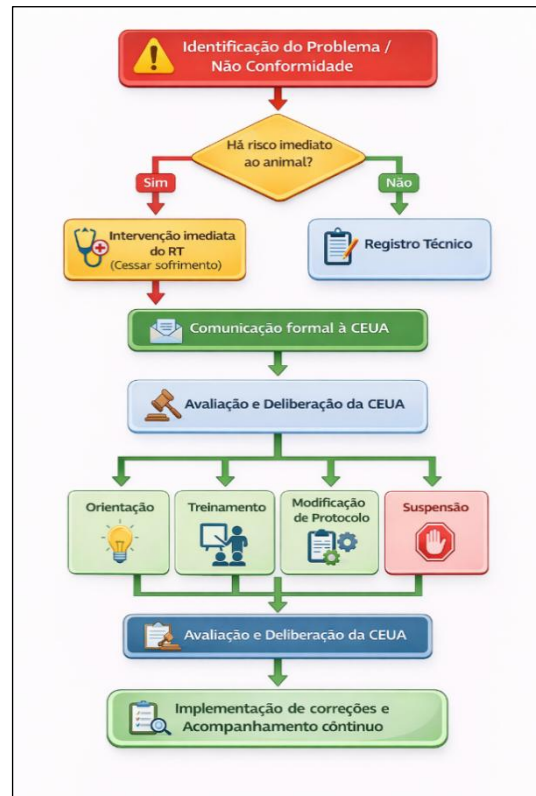 Identificação do Problema /
Não Conformidade
Há risco imediato
ao animal?
Sim
Não
Intervenção imediata
do RT
(Cessar sofrimento)
Registro Técnico
Comunicação formal à CEUA
Avaliação e Deliberação da CEUA
Orientação
Treinamento
Modificação
de Protocolo
Suspensão
Avaliação e Deliberação da CEUA
Implementação de correções e
Acompanhamento côntinuo